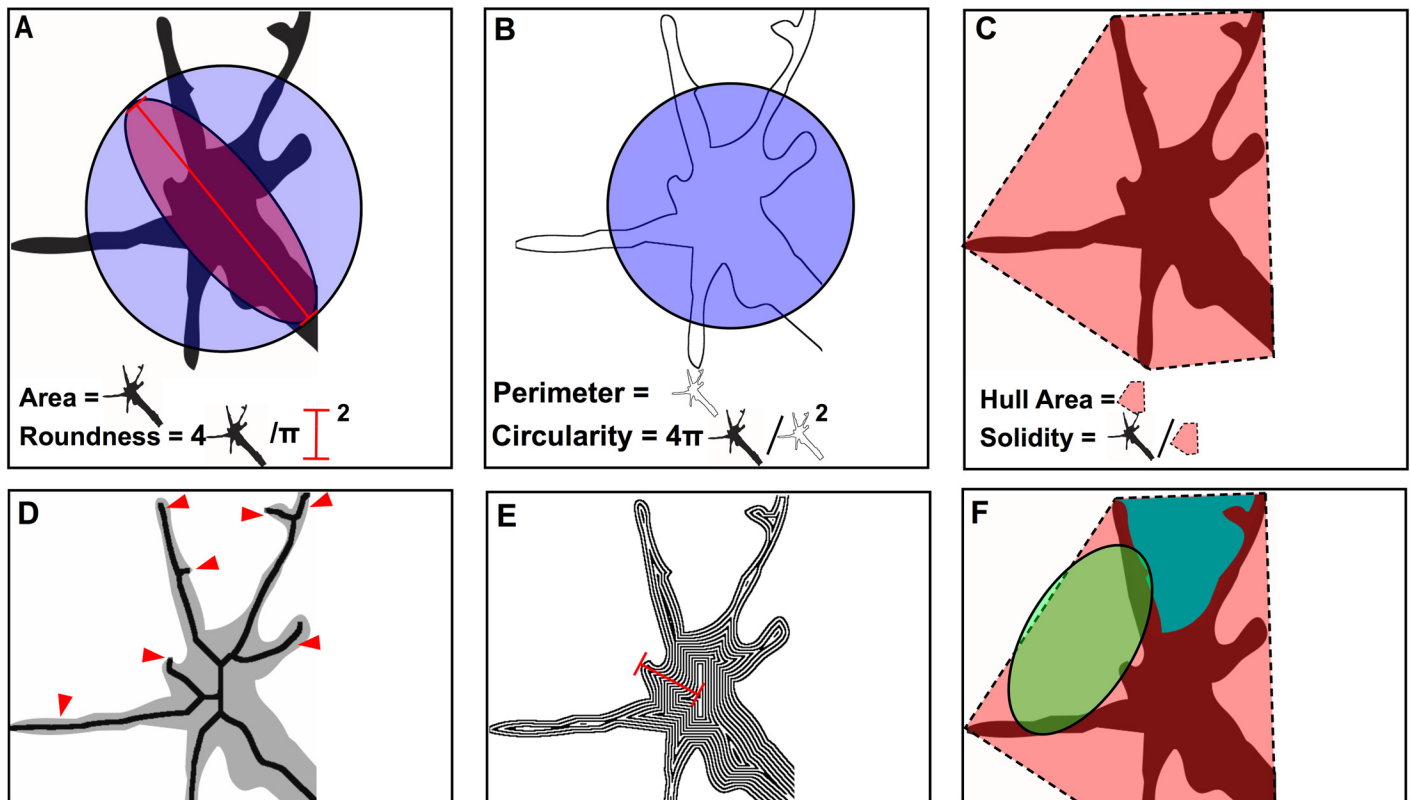 A
Area =
Roundness = 4 /π 2
B
Perimeter =
Circularity = 4π / 2
C
Hull Area =
Solidity = /
D
E
F